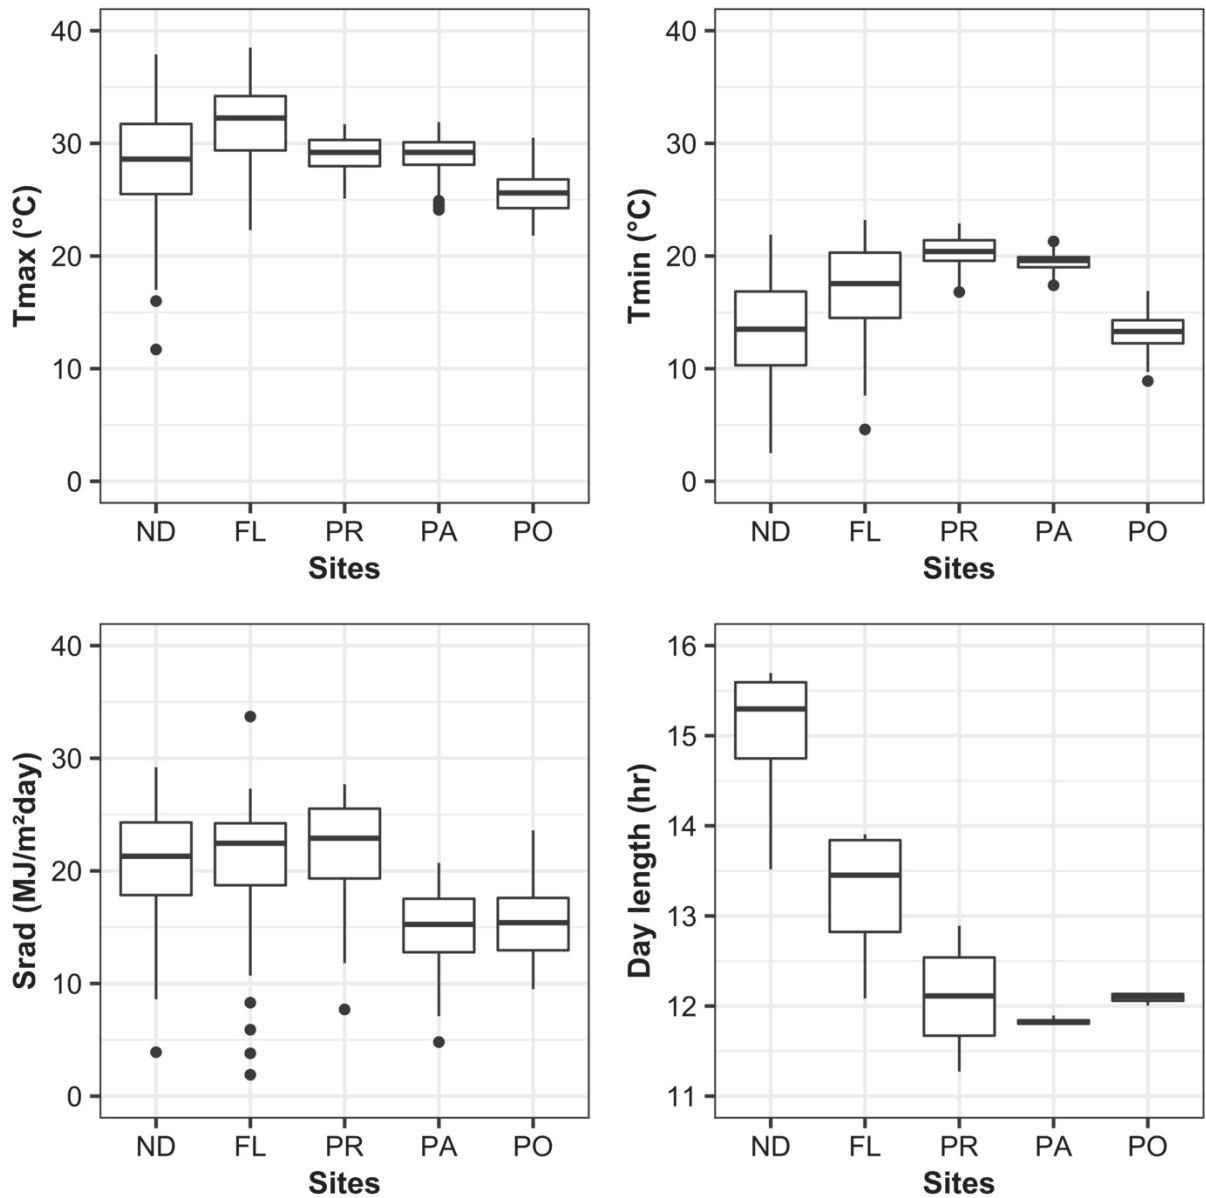 40
30
20
10
0
Tmax (°C)
ND FL PR PA PO
Sites
40
30
20
10
0
Tmin (°C)
ND FL PR PA PO
Sites
40
30
20
10
0
Srad (MJ/m²day)
ND FL PR PA PO
Sites
16
15
14
13
12
11
Day length (hr)
ND FL PR PA PO
Sites